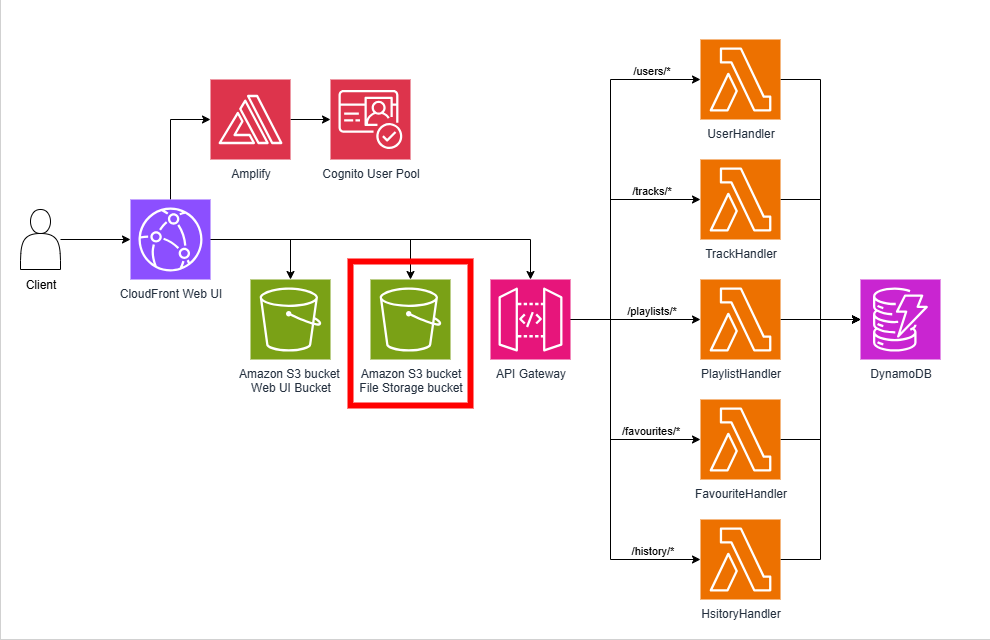 /users/*
UserHandler
Amplify
Cognito User Pool
/tracks/*
TrackHandler
Client
CloudFront Web UI
/playlists/*
Amazon S3 bucket
Web UI Bucket
Amazon S3 bucket
File Storage bucket
API Gateway
PlaylistHandler
DynamoDB
/favourites/*
FavouriteHandler
/history/*
HsitoryHandler